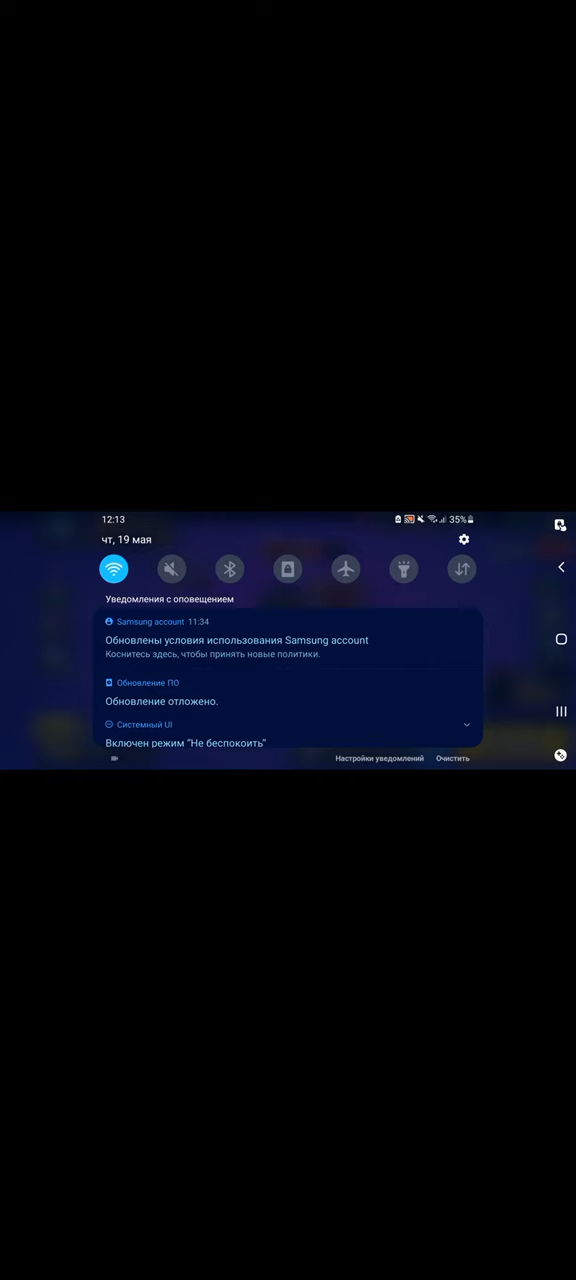 12:13
35%
чт, 19 мая
Уведомления с оповещением
Samsung account 11:34
Обновлены условия использования Samsung account
Коснитесь здесь, чтобы принять новые политики.
Обновление ПО
Обновление отложено.
Системный UI
Включен режим "Не беспокоить"
Настройки уведомлений Очистить